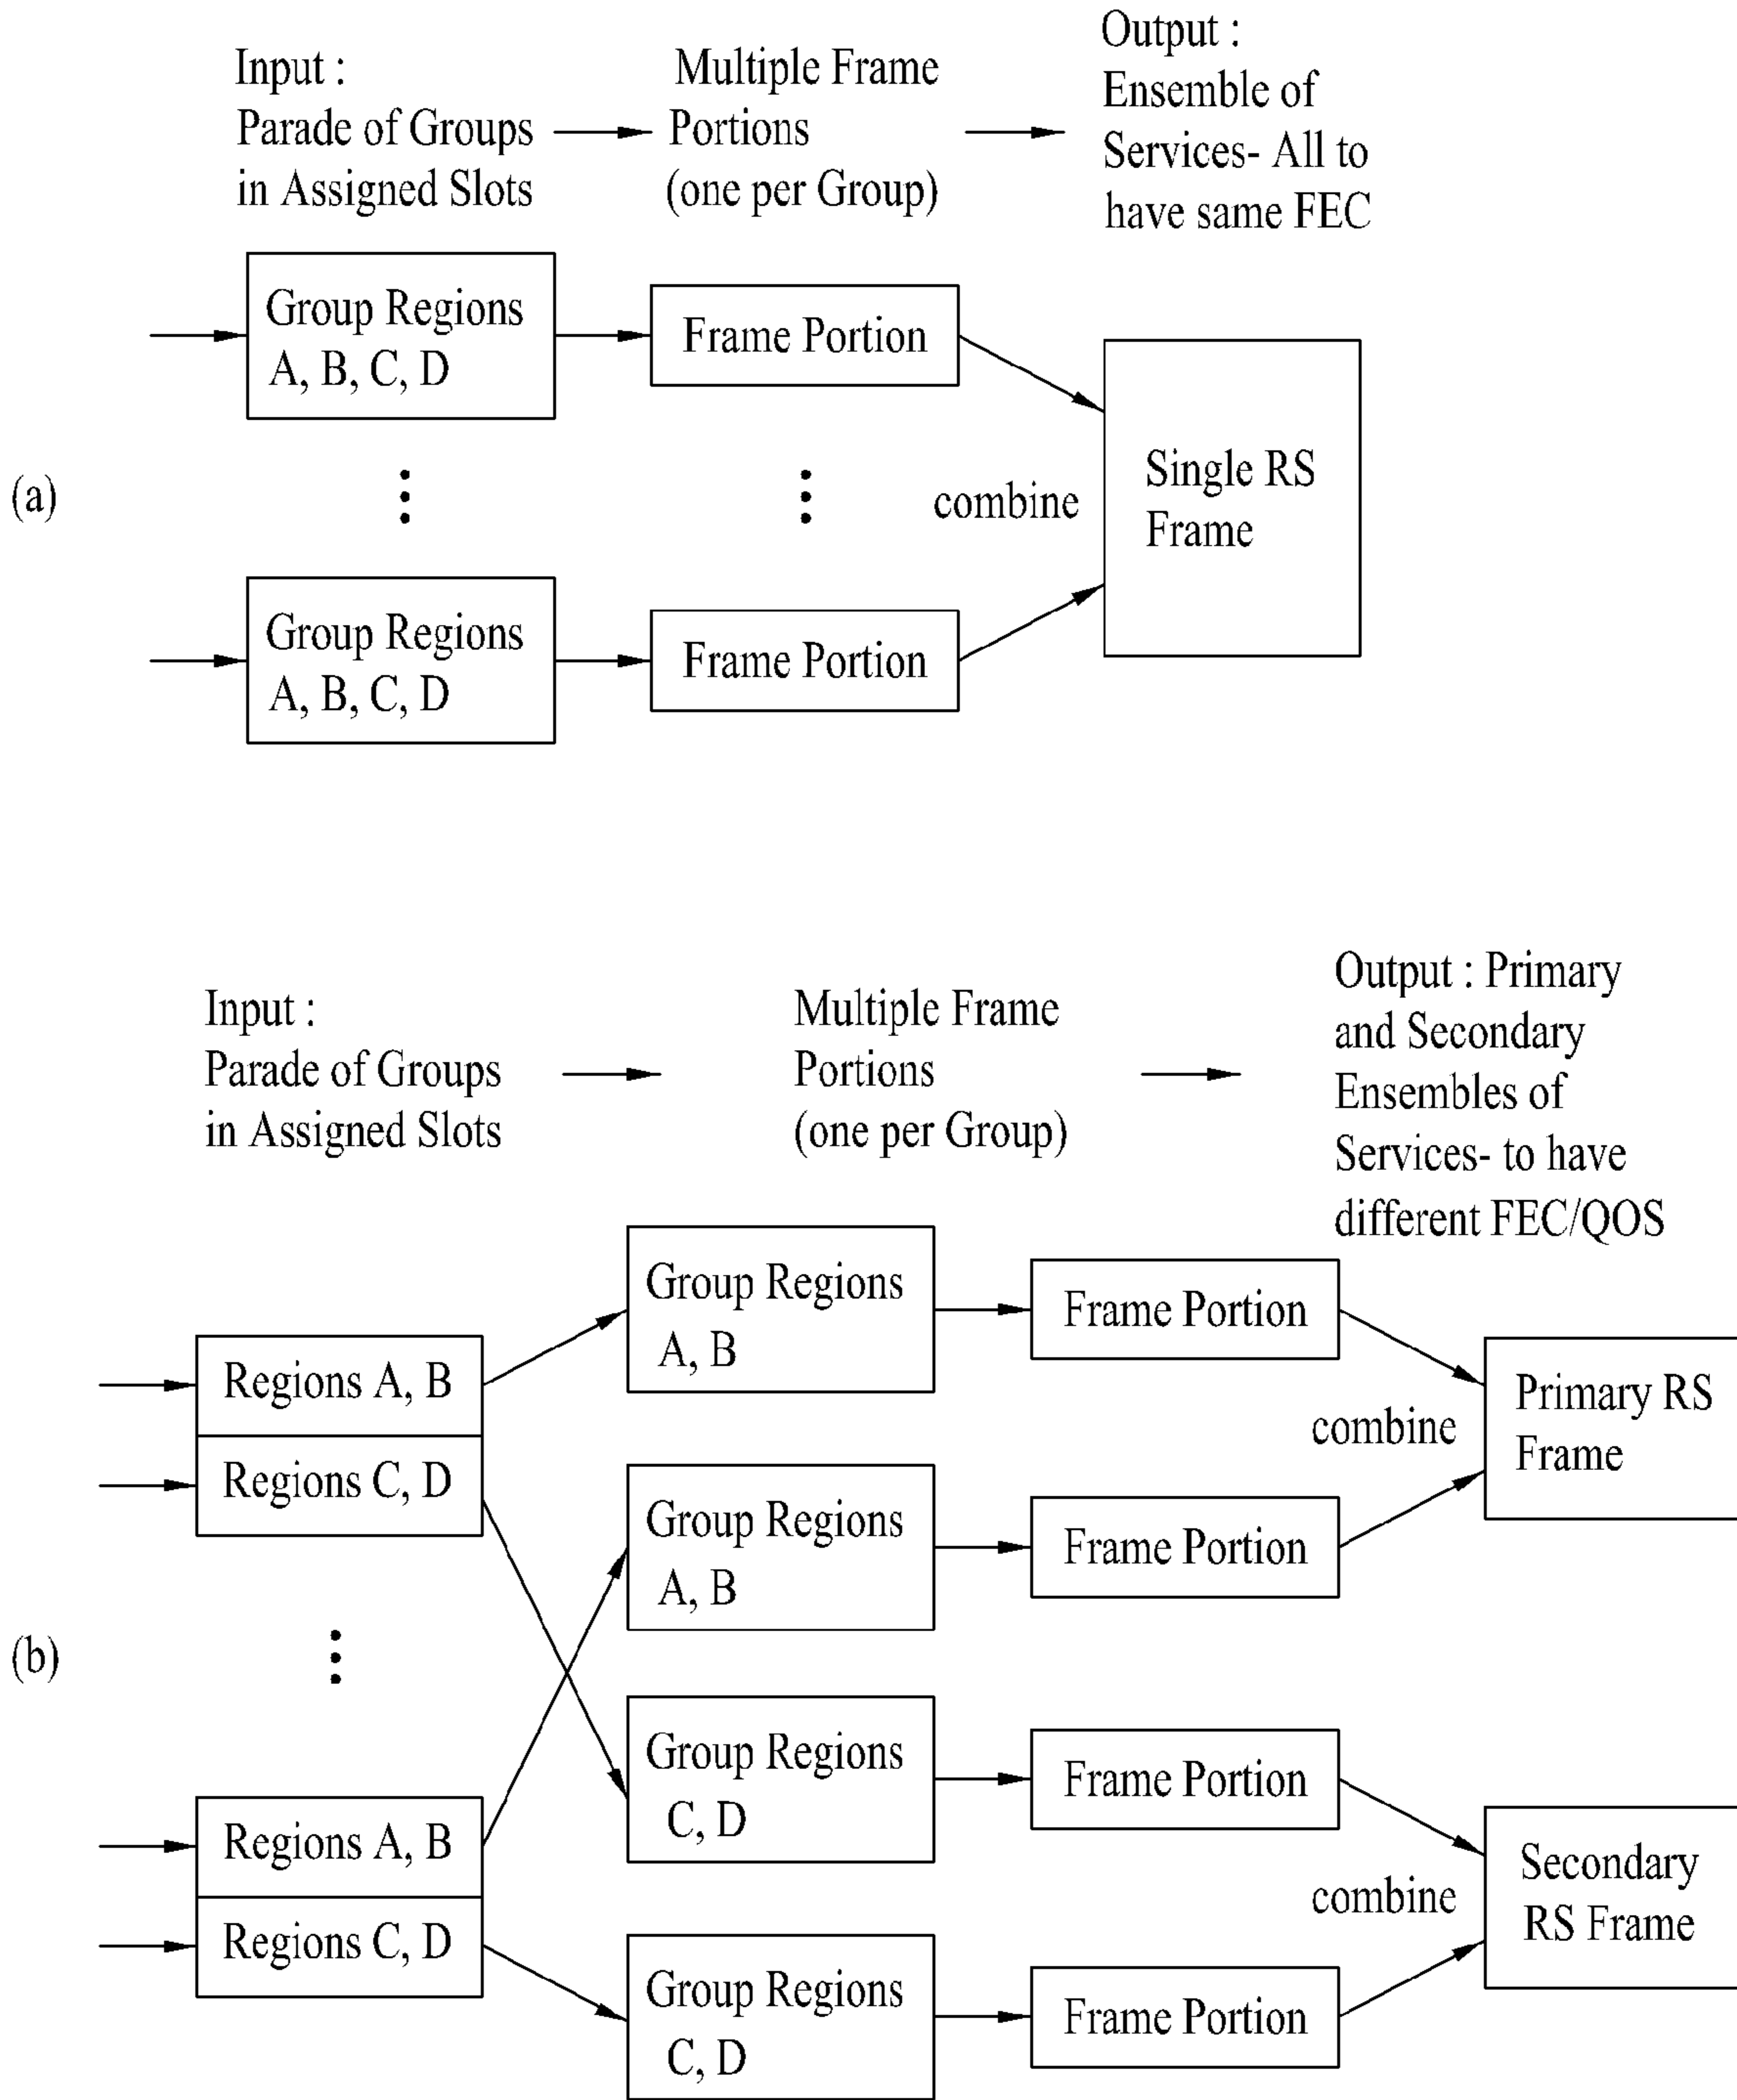 Input :
Parade of Groups
in Assigned Slots
Multiple Frame
Portions
(one per Group)
Output :
Ensemble of
Services- All to
have same FEC
(a)
Group Regions
A, B, C, D
Frame Portion
Group Regions
A, B, C, D
Frame Portion
combine
Single RS
Frame
(b)
Input :
Parade of Groups
in Assigned Slots
Multiple Frame
Portions
(one per Group)
Output : Primary
and Secondary
Ensembles of
Services- to have
different FEC/QOS
Regions A, B
Regions C, D
Regions A, B
Regions C, D
Group Regions
A, B
Frame Portion
Group Regions
A, B
Frame Portion
combine
Primary RS
Frame
Group Regions
C, D
Frame Portion
Group Regions
C, D
Frame Portion
combine
Secondary
RS Frame